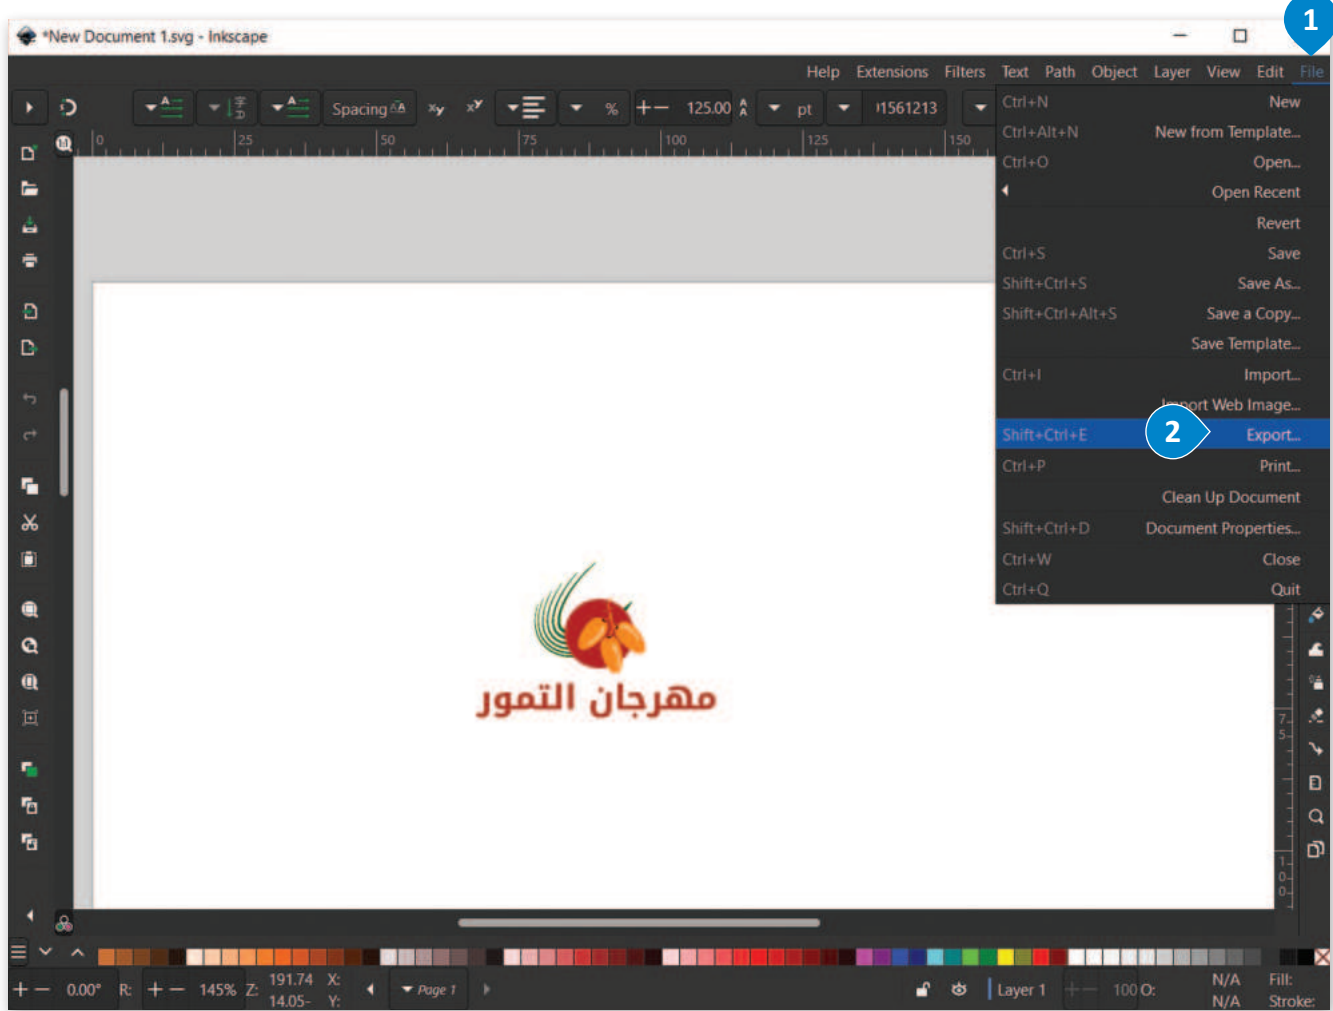 1
*New Document 1.svg - Inkscape
Help Extensions Filters Text Path Object Layer View Edit File
Spacing % 125.00 pt ו1561213
0 25 50 75 100 125 150
Ctrl+N New
Ctrl+Alt+N New from Template...
Ctrl+O Open...
Open Recent
Revert
Ctrl+S Save
Shift+Ctrl+S Save As...
Shift+Ctrl+Alt+S Save a Copy...
Save Template...
Ctrl+I Import...
Import Web Image...
Shift+Ctrl+E 2 Export...
Ctrl+P Print...
Clean Up Document
Shift+Ctrl+D Document Properties...
Ctrl+W Close
Ctrl+Q Quit
مهرجان التمور
75
100
0.00° R: 145% Z: 191.74 X: Page 1 Layer 1 100 O: N/A Fill:
14.05- Y: N/A Stroke: